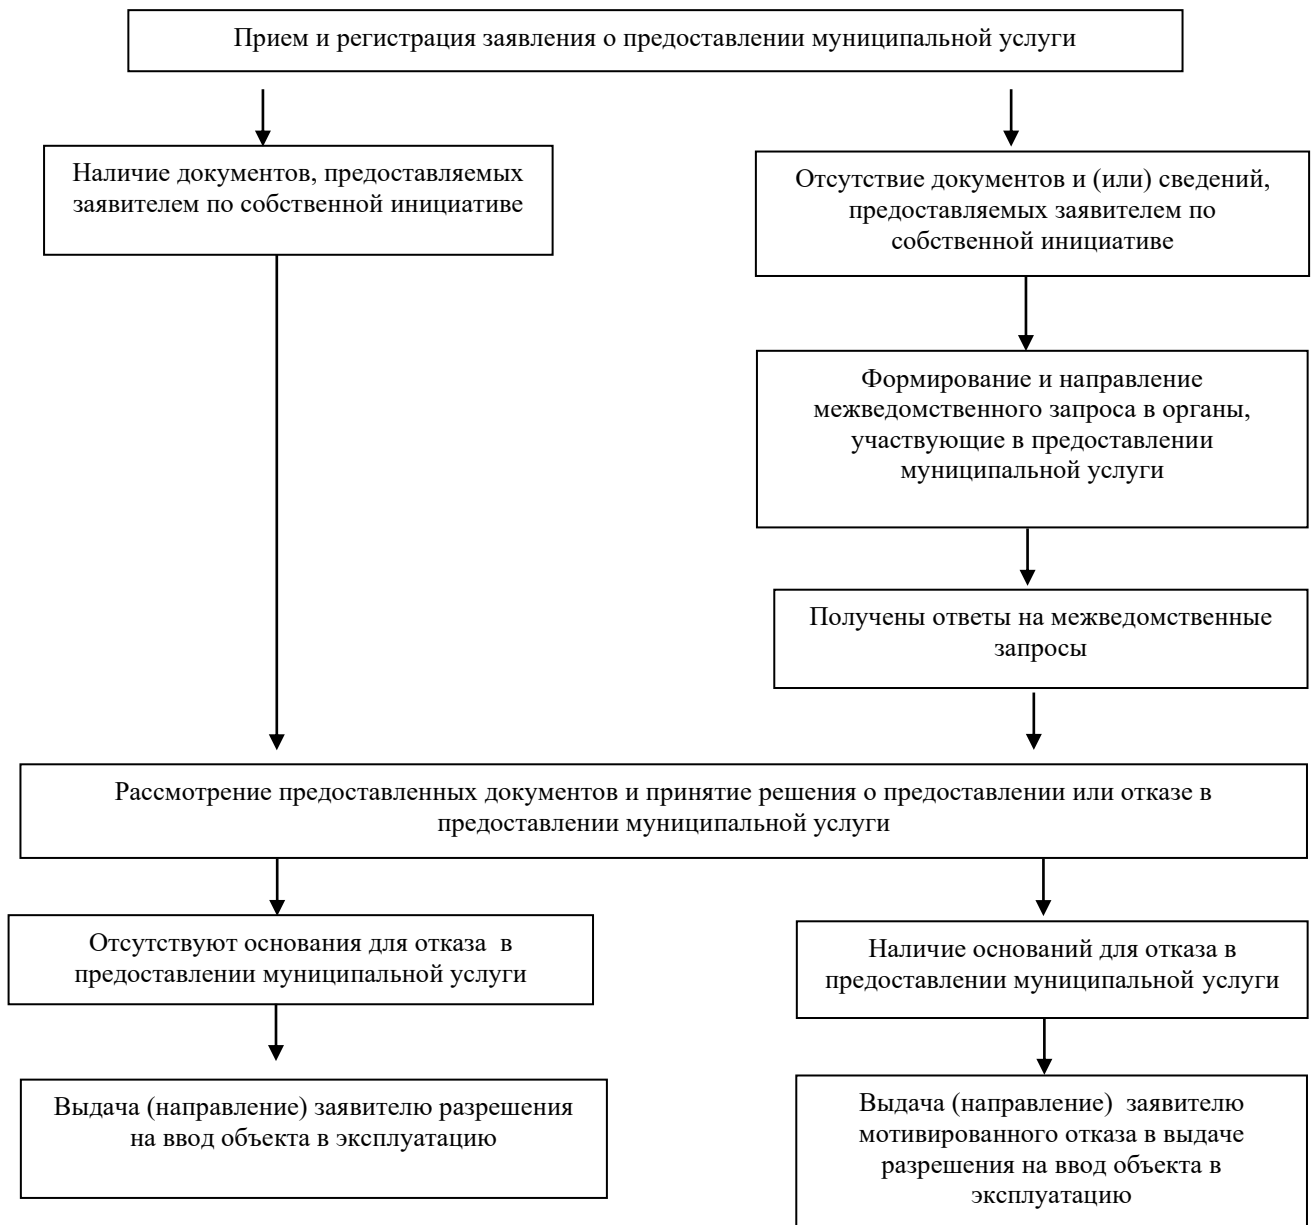 Прием и регистрация заявления о предоставлении муниципальной услуги
Наличие документов, предоставляемых
заявителем по собственной инициативе
Отсутствие документов и (или) сведений,
предоставляемых заявителем по
собственной инициативе
Формирование и направление
межведомственного запроса в органы,
участвующие в предоставлении
муниципальной услуги
Получены ответы на межведомственные
запросы
Рассмотрение предоставленных документов и принятие решения о предоставлении или отказе в
предоставлении муниципальной услуги
Отсутствуют основания для отказа  в
предоставлении муниципальной услуги
Наличие оснований для отказа в
предоставлении муниципальной услуги
Выдача (направление) заявителю разрешения
на ввод объекта в эксплуатацию
Выдача (направление)  заявителю
мотивированного отказа в выдаче
разрешения на ввод объекта в
эксплуатацию